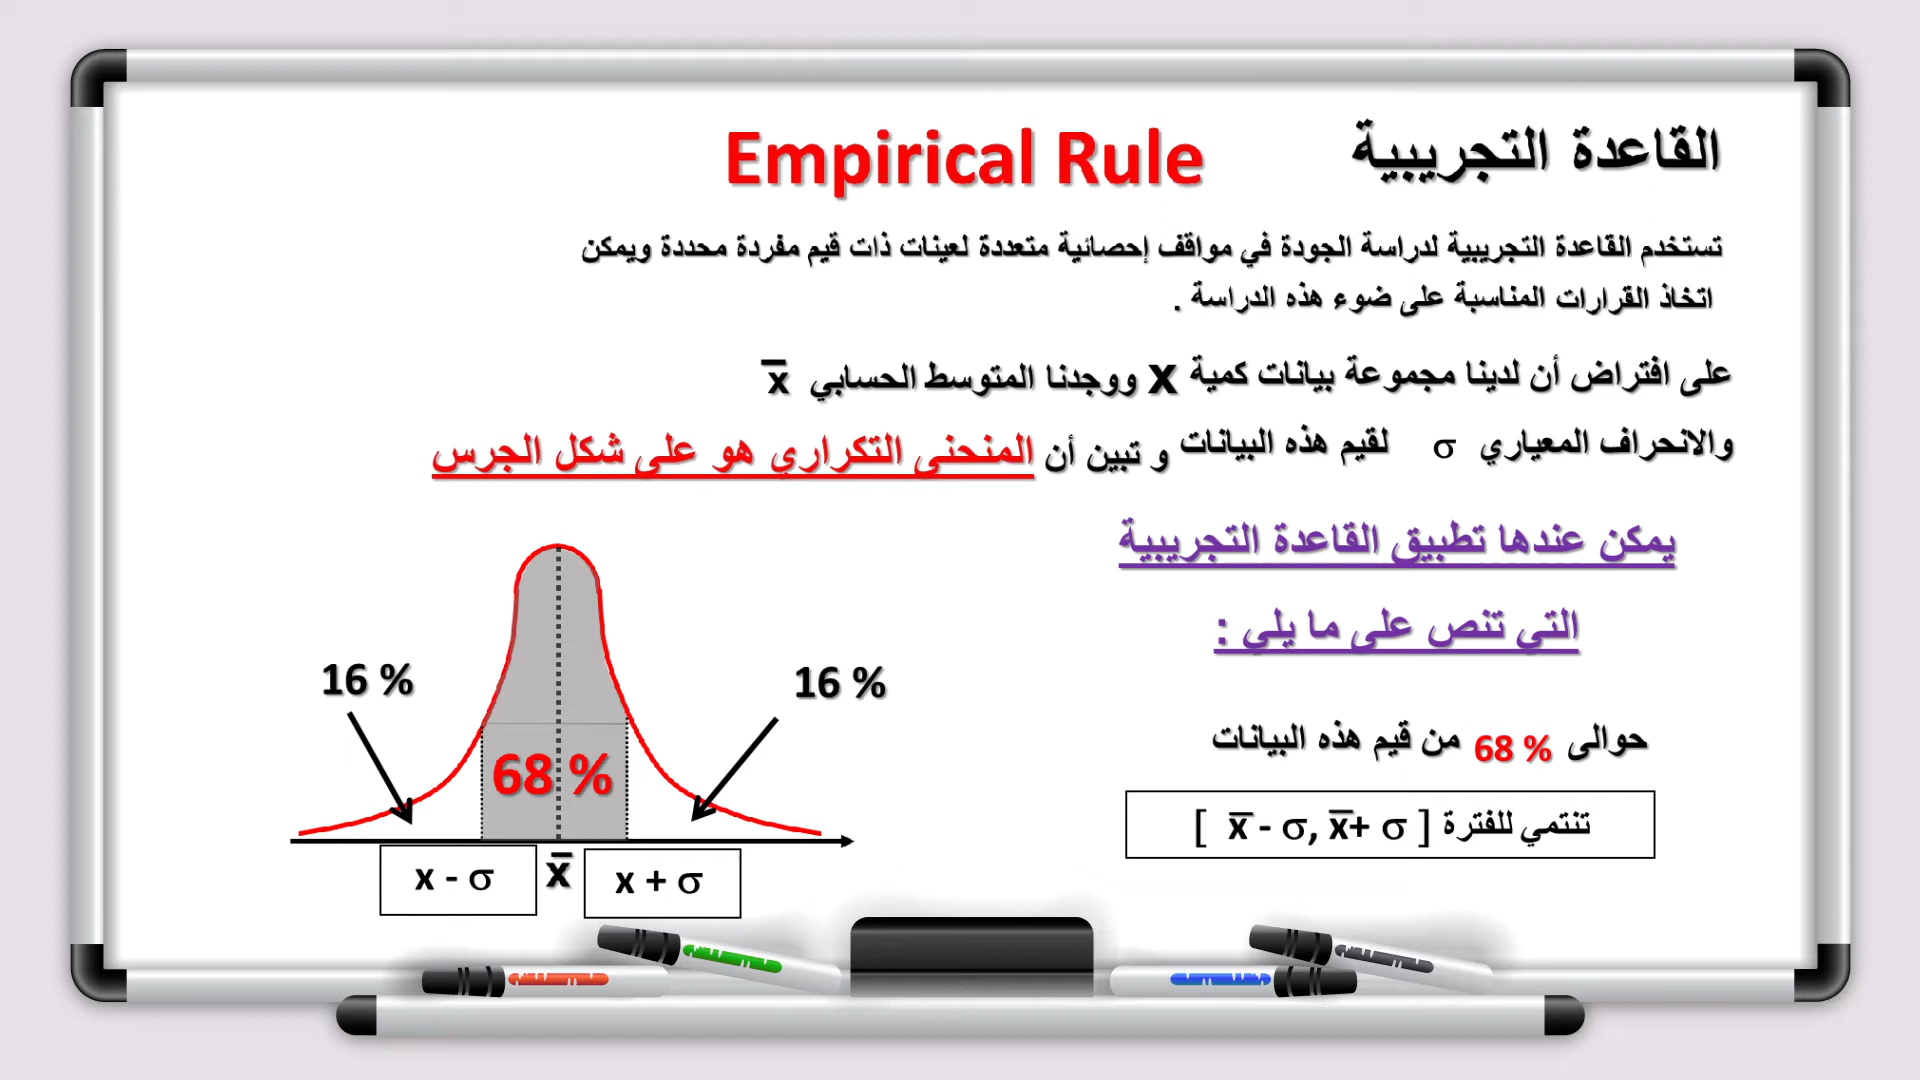 القاعدة التجريبية Empirical Rule
تستخدم القاعدة التجريبية لدراسة الجودة في مواقف إحصائية متعددة لعينات ذات قيم مفردة محددة ويمكن
اتخاذ القرارات المناسبة على ضوء هذه الدراسة .
على افتراض أن لدينا مجموعة بيانات كمية x ووجدنا المتوسط الحسابي x̅
والانحراف المعياري σ لقيم هذه البيانات و تبين أن المنحنى التكراري هو على شكل الجرس
يمكن عندها تطبيق القاعدة التجريبية
التي تنص على ما يلي :
حوالى 68 % من قيم هذه البيانات
تنتمي للفترة [ x̅ - σ, x̅+ σ ]
16 %
16 %
68 %
x - σ
x̅
x + σ